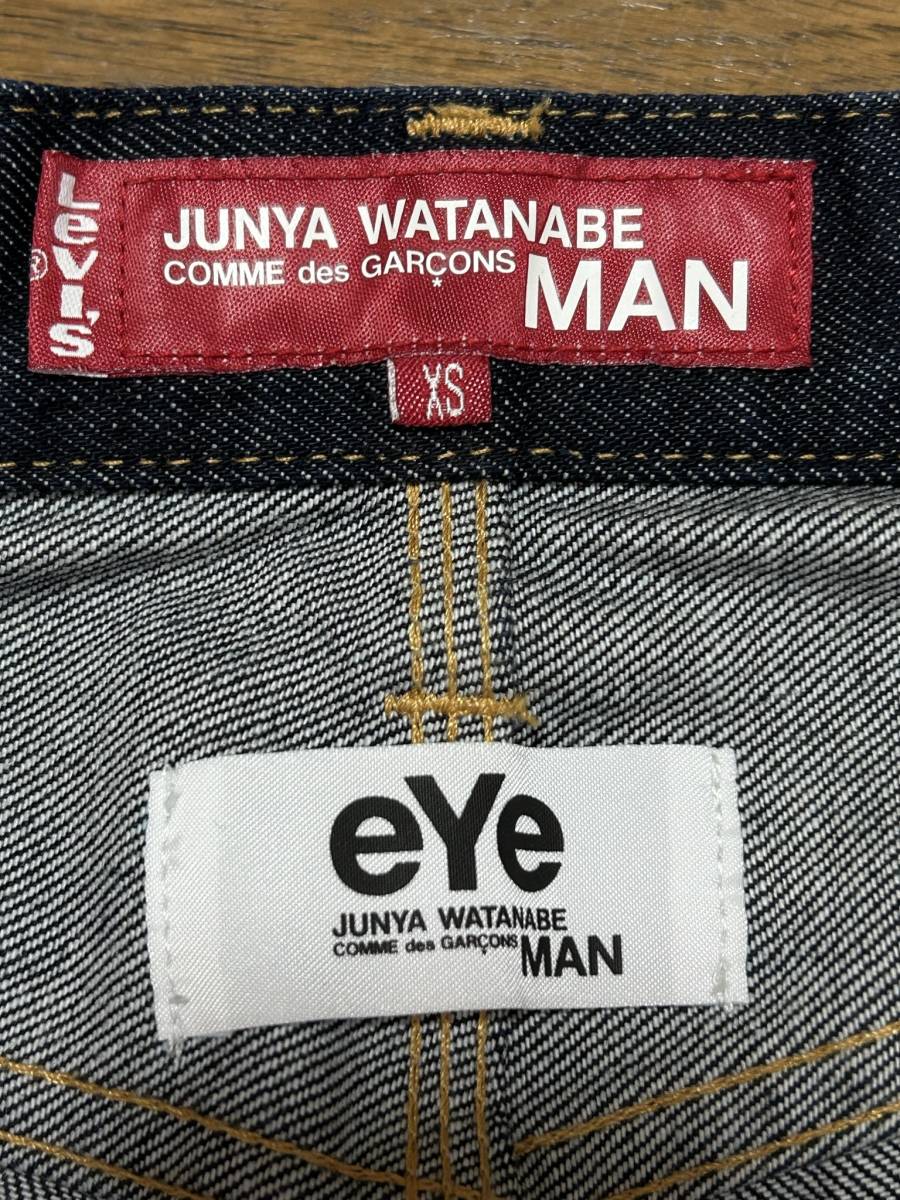 Levi's
®
JUNYA WATANABE
COMME des GARÇONS MAN
*
XS
eYe
JUNYA WATANABE
COMME des GARÇONS MAN